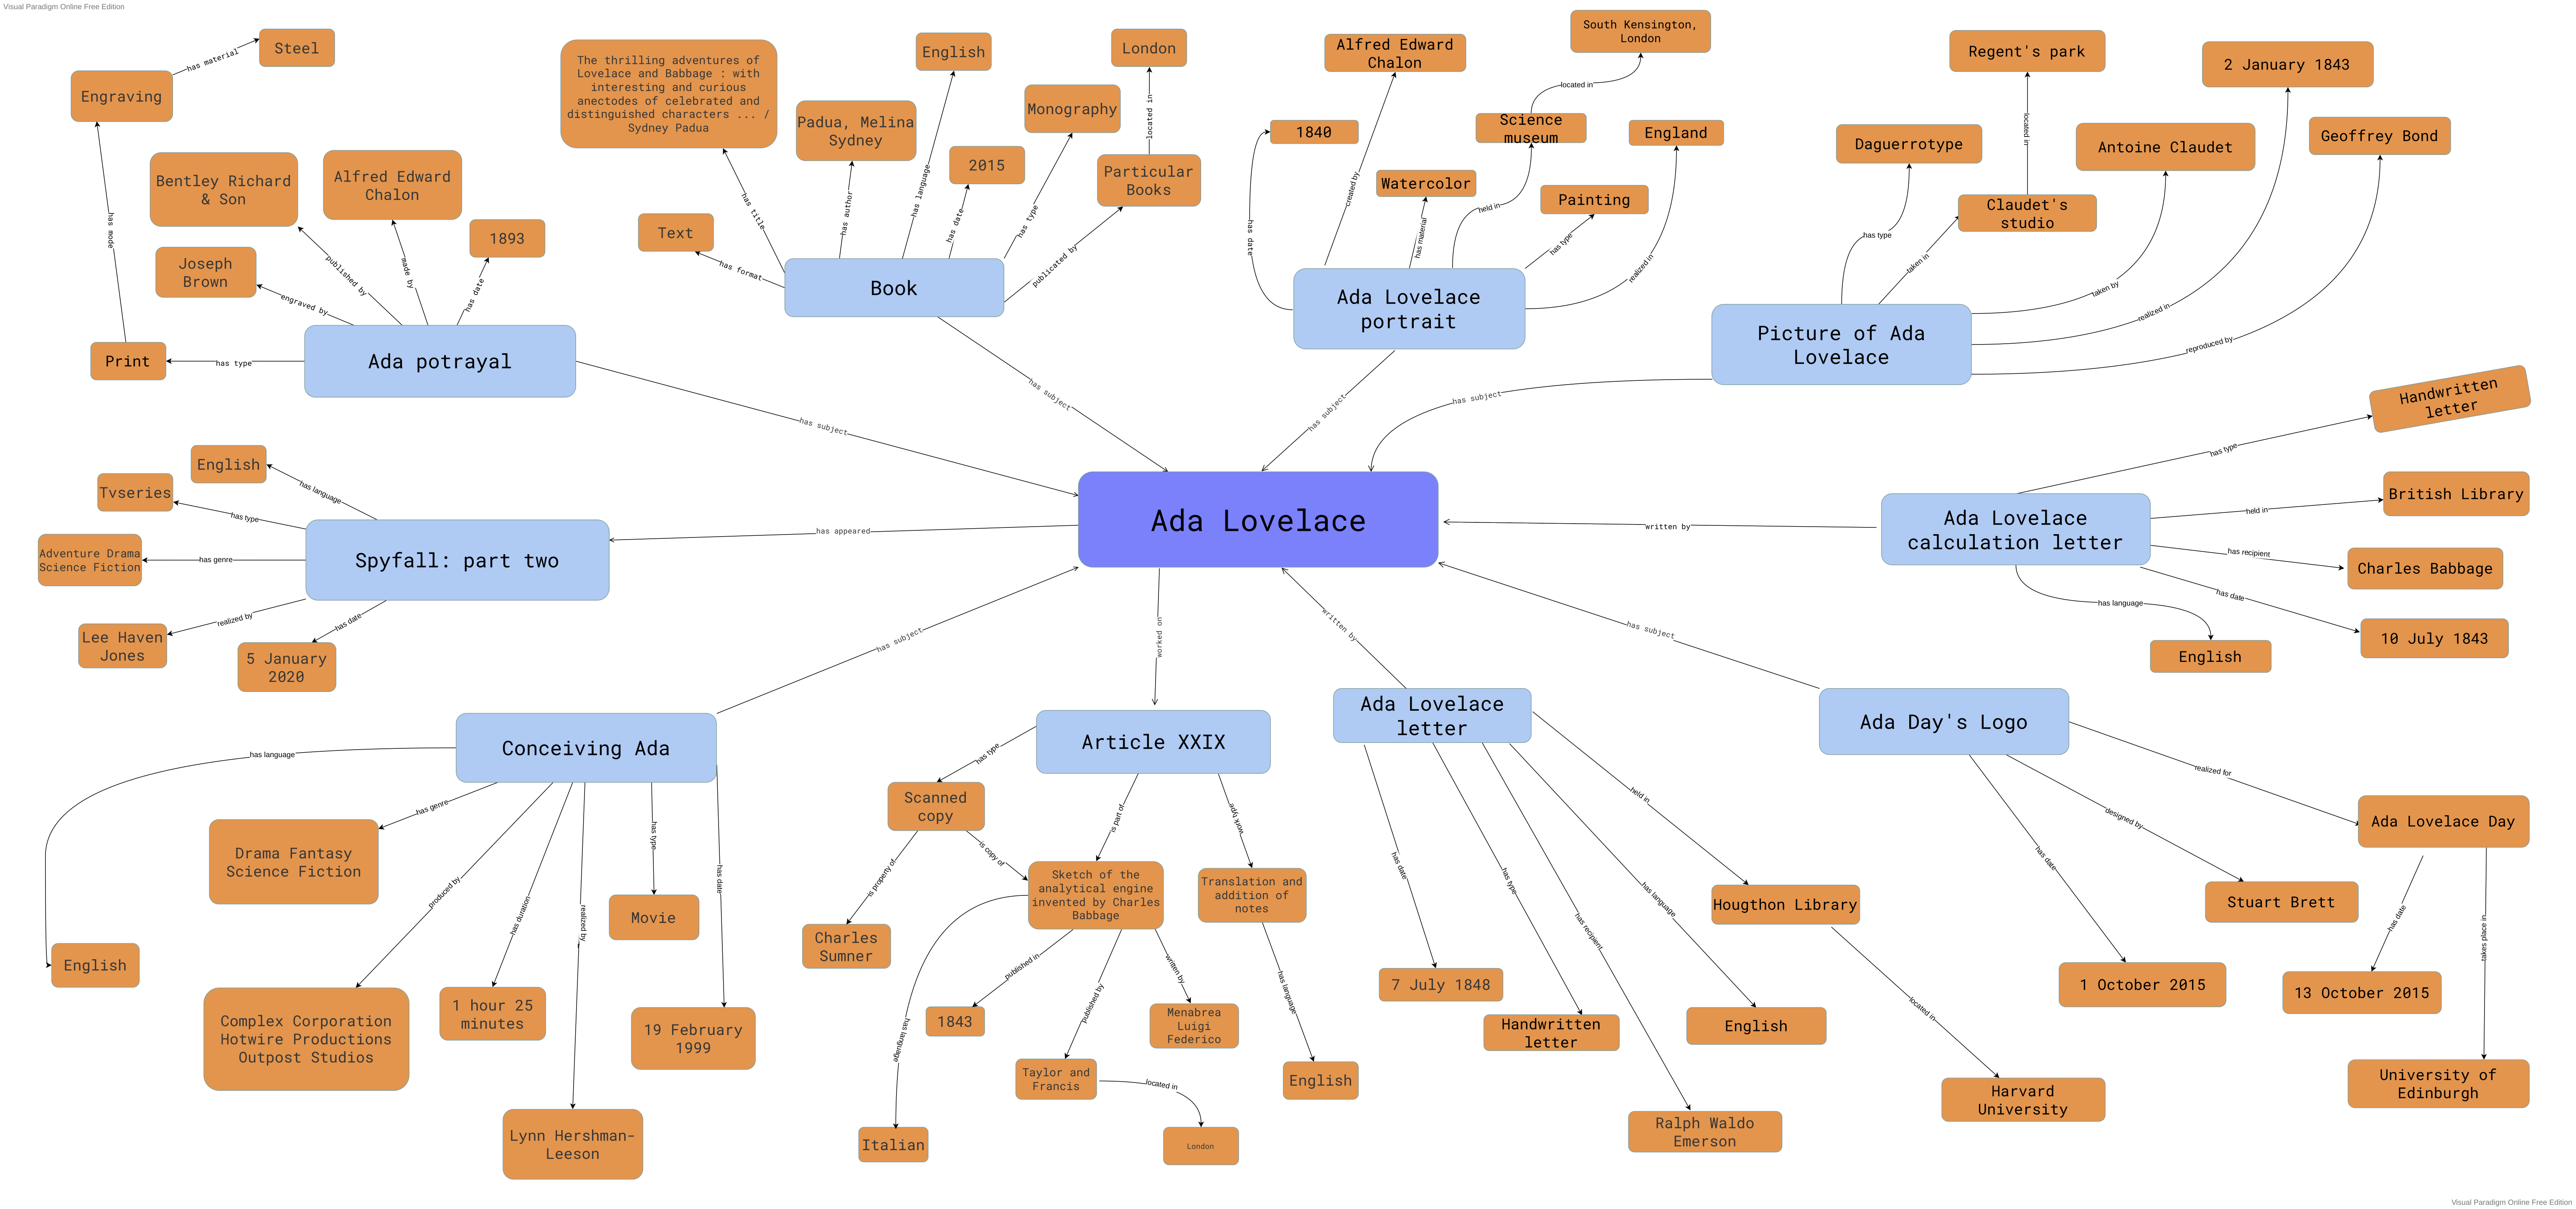 Visual Paradigm Online Free Edition
Steel
has material
Engraving
has mode
Bentley Richard
& Son
Alfred Edward
Chalon
1893
Joseph
Brown
published by
made by
has date
engraved by
Print
has type
Ada potrayal
has subject
The thrilling adventures of
Lovelace and Babbage : with
interesting and curious
anectodes of celebrated and
distinguished characters ... /
Sydney Padua
Padua, Melina
Sydney
English
2015
Monography
London
located in
Particular
Books
Text
has format
has title
has author
has language
has date
has type
publicated by
Book
has subject
1840
Alfred Edward
Chalon
South Kensington,
London
located in
Science
museum
England
Watercolor
Painting
has date
created by
has material
held in
has type
realized in
Ada Lovelace
portrait
has subject
Regent's park
2 January 1843
Daguerrotype
located in
Antoine Claudet
Geoffrey Bond
Claudet's
studio
has type
taken in
taken by
realized in
reproduced by
Picture of Ada
Lovelace
has subject
Handwritten
letter
has type
British Library
held in
Charles Babbage
has recipient
has date
10 July 1843
has language
English
Ada Lovelace
calculation letter
written by
Ada Lovelace
English
has language
Tvseries
has type
Adventure Drama
Science Fiction
has genre
Lee Haven
Jones
realized by
5 January
2020
has date
Spyfall: part two
has appeared
has subject
worked on
written by
has subject
Conceiving Ada
has language
has genre
produced by
has duration
realized by
has type
has date
Drama Fantasy
Science Fiction
English
Complex Corporation
Hotwire Productions
Outpost Studios
1 hour 25
minutes
Movie
19 February
1999
Lynn Hershman-
Leeson
Article XXIX
has type
is part of
work type
Scanned
copy
is copy of
is property of
Charles
Sumner
Sketch of the
analytical engine
invented by Charles
Babbage
Translation and
addition of
notes
published in
published by
written by
has language
has language
1843
Menabrea
Luigi
Federico
Taylor and
Francis
located in
English
Italian
London
Ada Lovelace
letter
has date
has type
has recipient
has language
held in
Hougthon Library
7 July 1848
Handwritten
letter
English
located in
Ralph Waldo
Emerson
Harvard
University
Ada Day's Logo
realized for
designed by
has date
Ada Lovelace Day
Stuart Brett
has date
takes place in
1 October 2015
13 October 2015
University of
Edinburgh
Visual Paradigm Online Free Edition